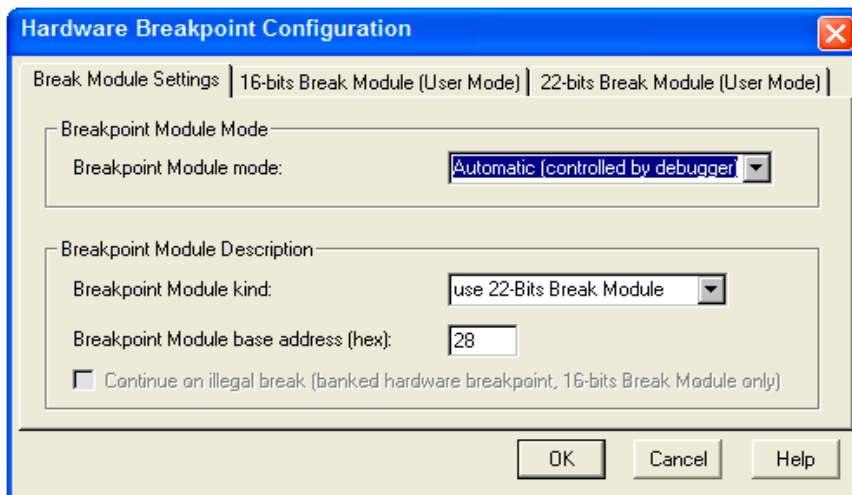 Hardware Breakpoint Configuration
Break Module Settings 16-bits Break Module (User Mode) 22-bits Break Module (User Mode)
Breakpoint Module Mode
Breakpoint Module mode: Automatic (controlled by debugger)
Breakpoint Module Description
Breakpoint Module kind: use 22-Bits Break Module
Breakpoint Module base address (hex): 28
Continue on illegal break (banked hardware breakpoint, 16-bits Break Module only)
OK Cancel Help